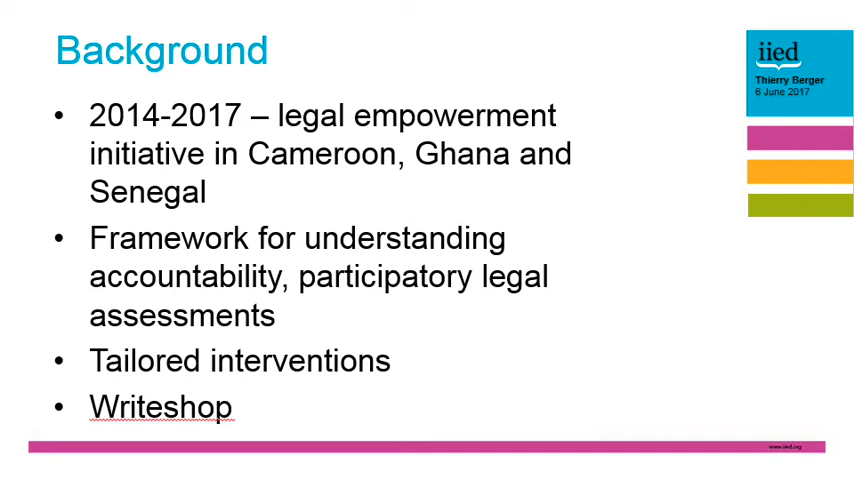 Background
iied
Thierry Berger
6 June 2017
• 2014-2017 – legal empowerment
initiative in Cameroon, Ghana and
Senegal
• Framework for understanding
accountability, participatory legal
assessments
• Tailored interventions
• Writeshop
www.iied.org